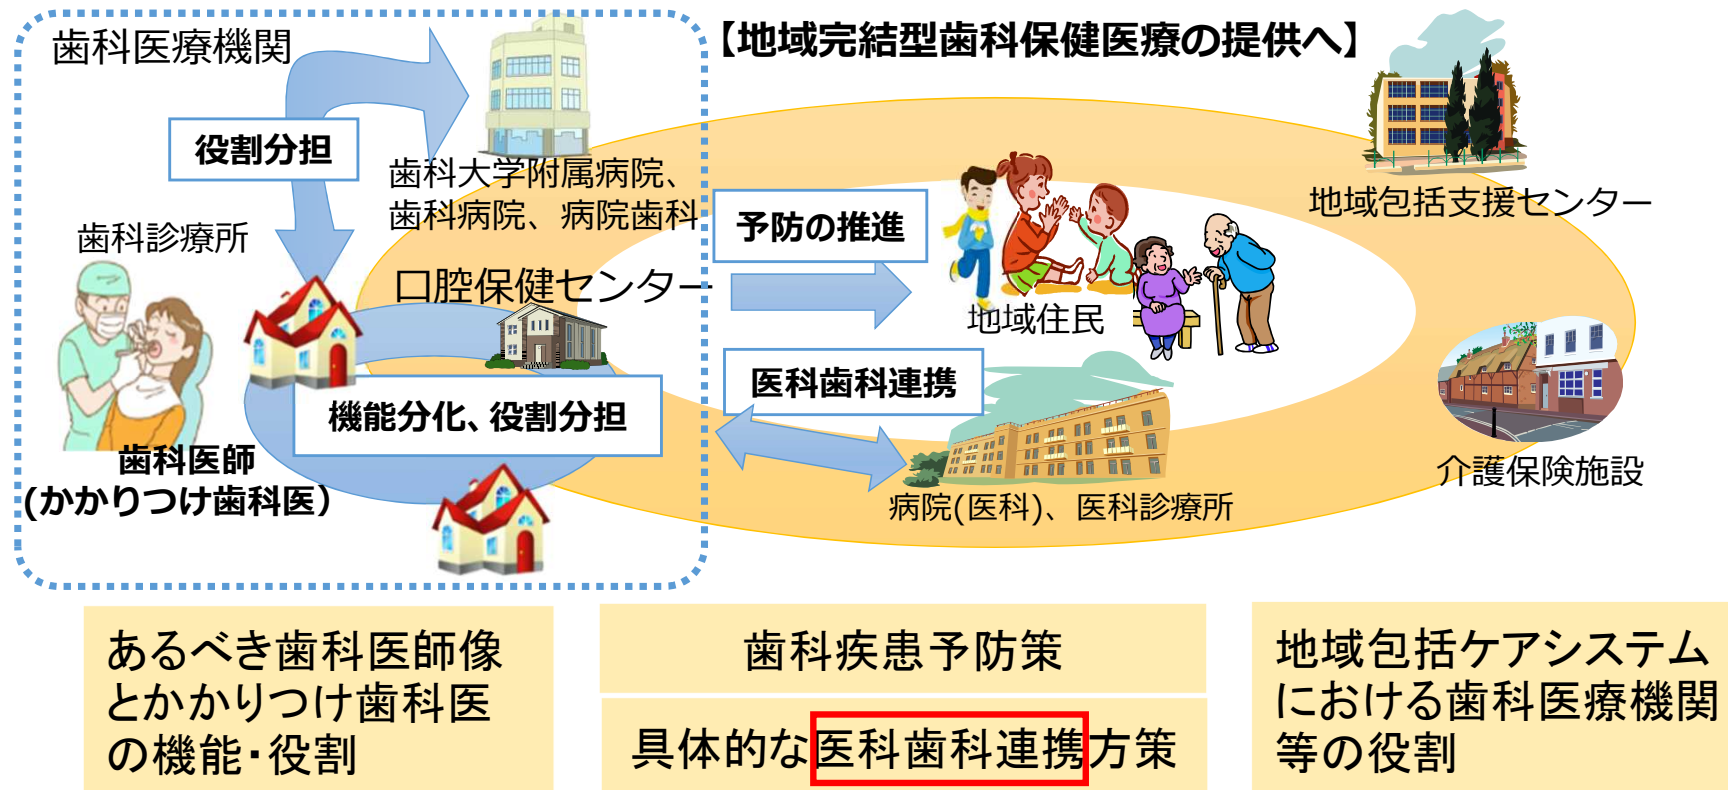 歯科医療機関
【地域完結型歯科保健医療の提供へ】
役割分担
歯科大学附属病院、
歯科病院、病院歯科
歯科診療所
口腔保健センター
機能分化、役割分担
歯科医師
(かかりつけ歯科医)
予防の推進
地域住民
医科歯科連携
病院(医科)、医科診療所
地域包括支援センター
介護保険施設
あるべき歯科医師像
とかかりつけ歯科医
の機能・役割
歯科疾患予防策
具体的な医科歯科連携方策
地域包括ケアシステム
における歯科医療機関
等の役割